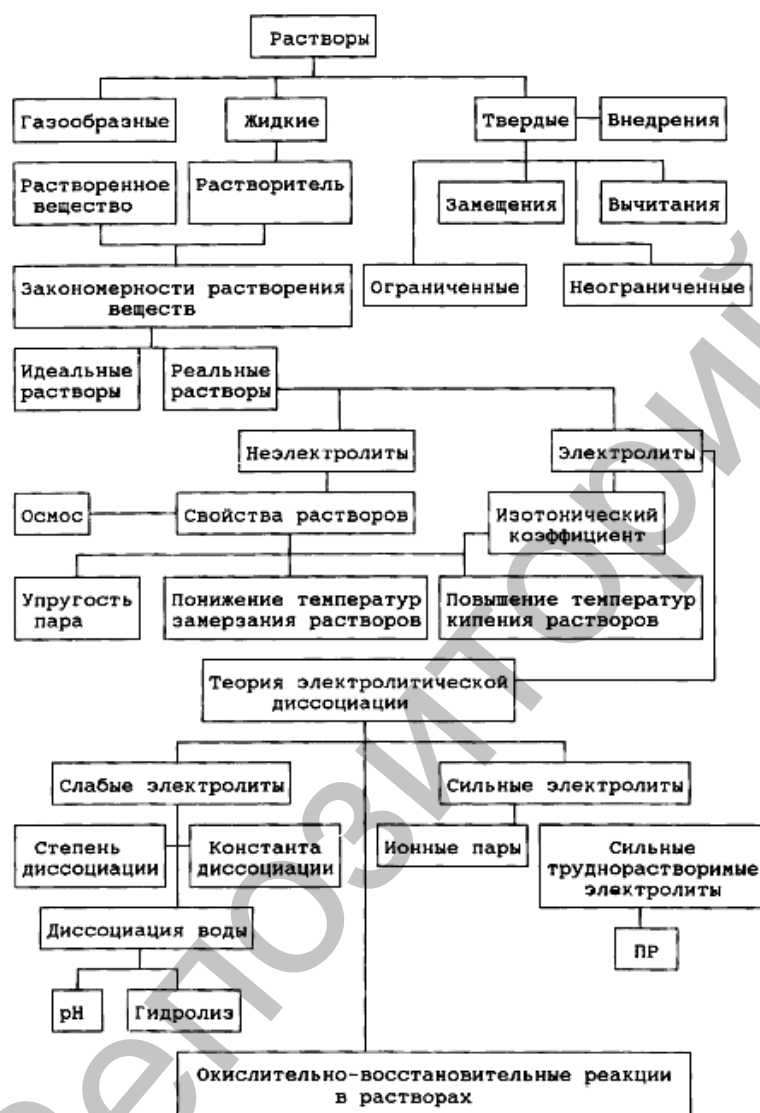 Растворы
Газообразные
Жидкие
Твердые
Внедрения
Растворенное
вещество
Растворитель
Замещения
Вычитания
Закономерности растворения
веществ
Ограниченные
Неограниченные
Идеальные
растворы
Реальные
растворы
Неэлектролиты
Электролиты
Осмос
Свойства растворов
Изотонический
коэффициент
Упругость
пара
Понижение температур
замерзания растворов
Повышение температур
кипения растворов
Теория электролитической
диссоциации
Слабые электролиты
Сильные электролиты
Степень
диссоциации
Константа
диссоциации
Ионные пары
Сильные
труднорастворимые
электролиты
Диссоциация воды
ПР
pH
Гидролиз
Окислительно-восстановительные реакции
в растворах
епозиторий